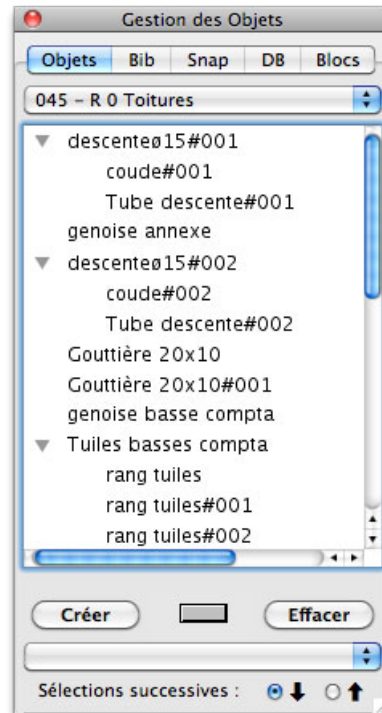 Gestion des Objets
Objets Bib Snap DB Blocs
045 – R 0 Toitures
descenteø15#001
coude#001
Tube descente#001
genoise annexe
descenteø15#002
coude#002
Tube descente#002
Gouttière 20x10
Gouttière 20x10#001
genoise basse compta
Tuiles basses compta
rang tuiles
rang tuiles#001
rang tuiles#002
Créer Effacer
Sélections successives :